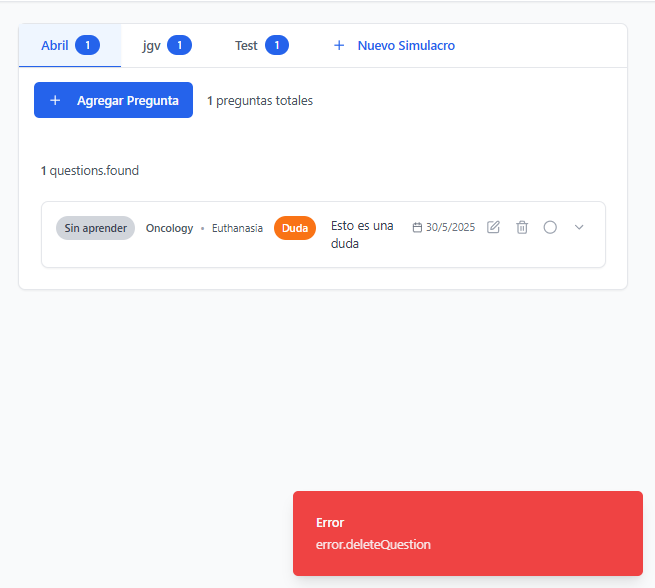 Abril 1 jgv 1 Test 1 + Nuevo Simulacro
+ Agregar Pregunta 1 preguntas totales
1 questions.found
Sin aprender Oncology • Euthanasia Duda Esto es una 30/5/2025
duda
Error
error.deleteQuestion